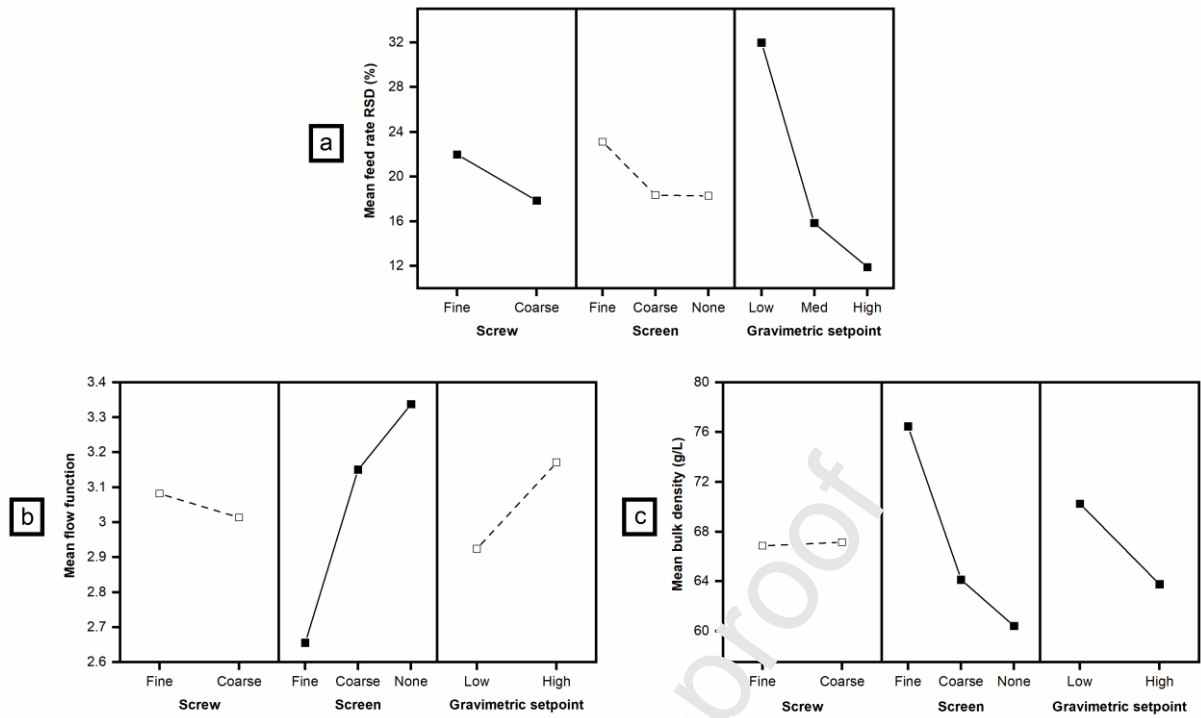 a
Mean feed rate RSD (%)
32
28
24
20
16
12
Fine Coarse Fine Coarse None Low Med High
Screw Screen Gravimetric setpoint
b
Mean flow function
3.4
3.3
3.2
3.1
3
2.9
2.8
2.7
2.6
Fine Coarse Fine Coarse None Low High
Screw Screen Gravimetric setpoint
c
Mean bulk density (g/L)
80
76
72
68
64
60
Fine Coarse Fine Coarse None Low High
Screw Screen Gravimetric setpoint
proof